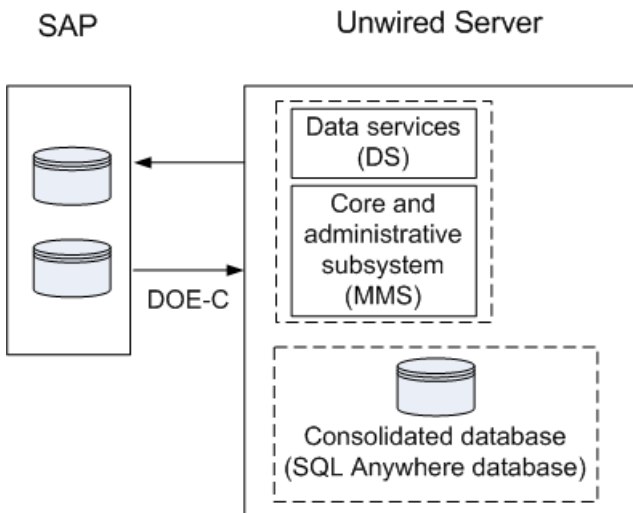 SAP
Unwired Server
Data services
(DS)
Core and
administrative
subsystem
(MMS)
DOE-C
Consolidated database
(SQL Anywhere database)